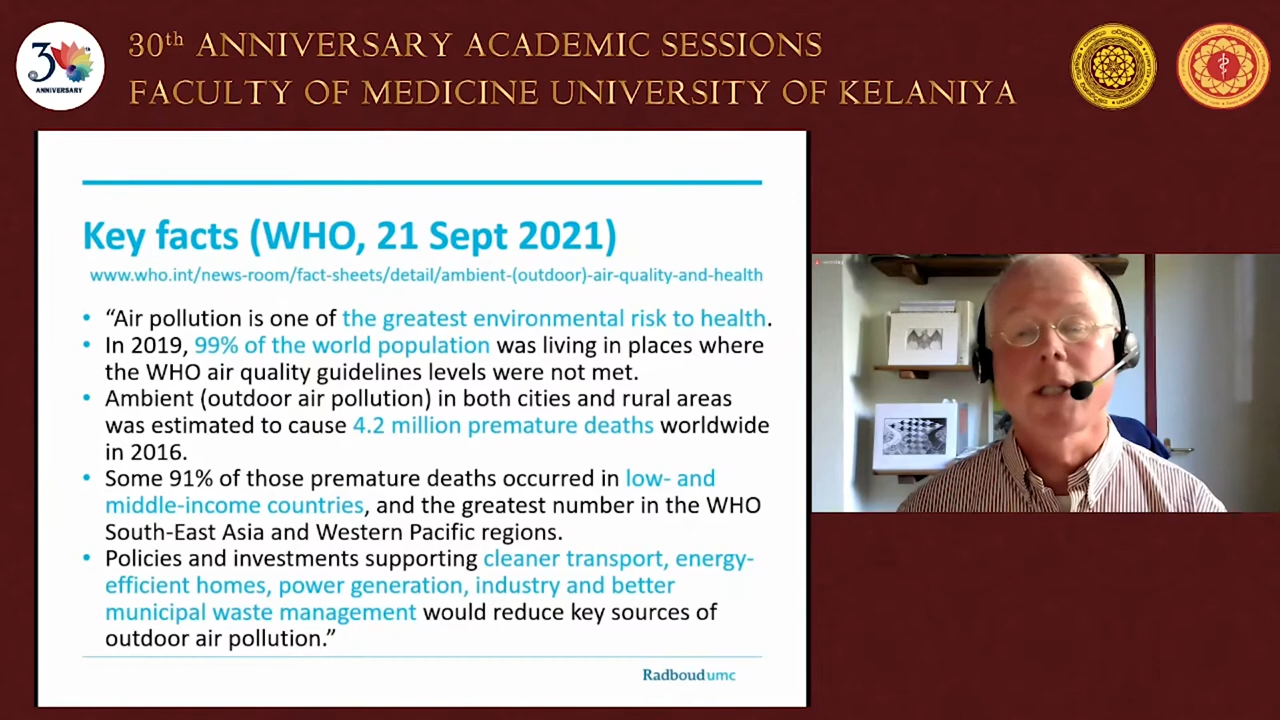 30th ANNIVERSARY ACADEMIC SESSIONS
FACULTY OF MEDICINE UNIVERSITY OF KELANIYA
30th
ANNIVERSARY
Key facts (WHO, 21 Sept 2021)
www.who.int/news-room/fact-sheets/detail/ambient-(outdoor)-air-quality-and-health
• “Air pollution is one of the greatest environmental risk to health.
• In 2019, 99% of the world population was living in places where
the WHO air quality guidelines levels were not met.
• Ambient (outdoor air pollution) in both cities and rural areas
was estimated to cause 4.2 million premature deaths worldwide
in 2016.
• Some 91% of those premature deaths occurred in low- and
middle-income countries, and the greatest number in the WHO
South-East Asia and Western Pacific regions.
• Policies and investments supporting cleaner transport, energy-
efficient homes, power generation, industry and better
municipal waste management would reduce key sources of
outdoor air pollution.”
Radboudumc